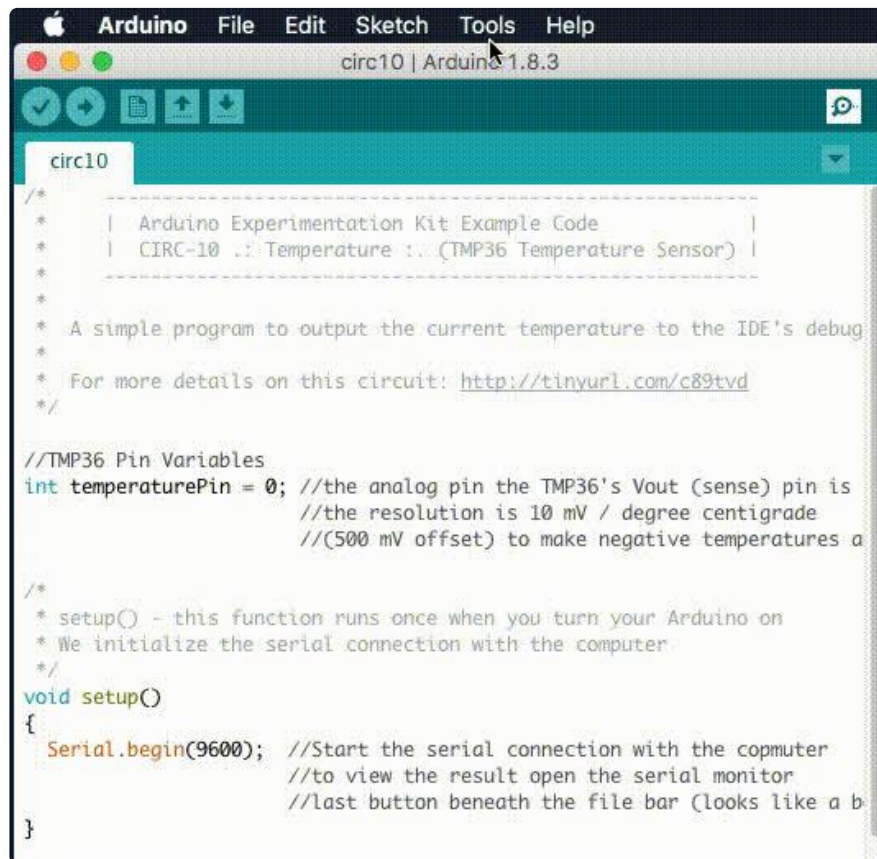 Arduino File Edit Sketch Tools Help
circ10 | Arduino 1.8.3
circ10
/*     ---------------------------------------------------------
 *     |  Arduino Experimentation Kit Example Code             |
 *     |  CIRC-10 .: Temperature :. (TMP36 Temperature Sensor) |
 *     ---------------------------------------------------------
 *
 *  A simple program to output the current temperature to the IDE's debug
 *
 *  For more details on this circuit: http://tinyurl.com/c89tvd
 */
//TMP36 Pin Variables
int temperaturePin = 0; //the analog pin the TMP36's Vout (sense) pin is
                        //the resolution is 10 mV / degree centigrade
                        //(500 mV offset) to make negative temperatures a
/*
 * setup() - this function runs once when you turn your Arduino on
 * We initialize the serial connection with the computer
 */
void setup()
{
  Serial.begin(9600);  //Start the serial connection with the copmuter
                       //to view the result open the serial monitor
                       //last button beneath the file bar (looks like a b
}